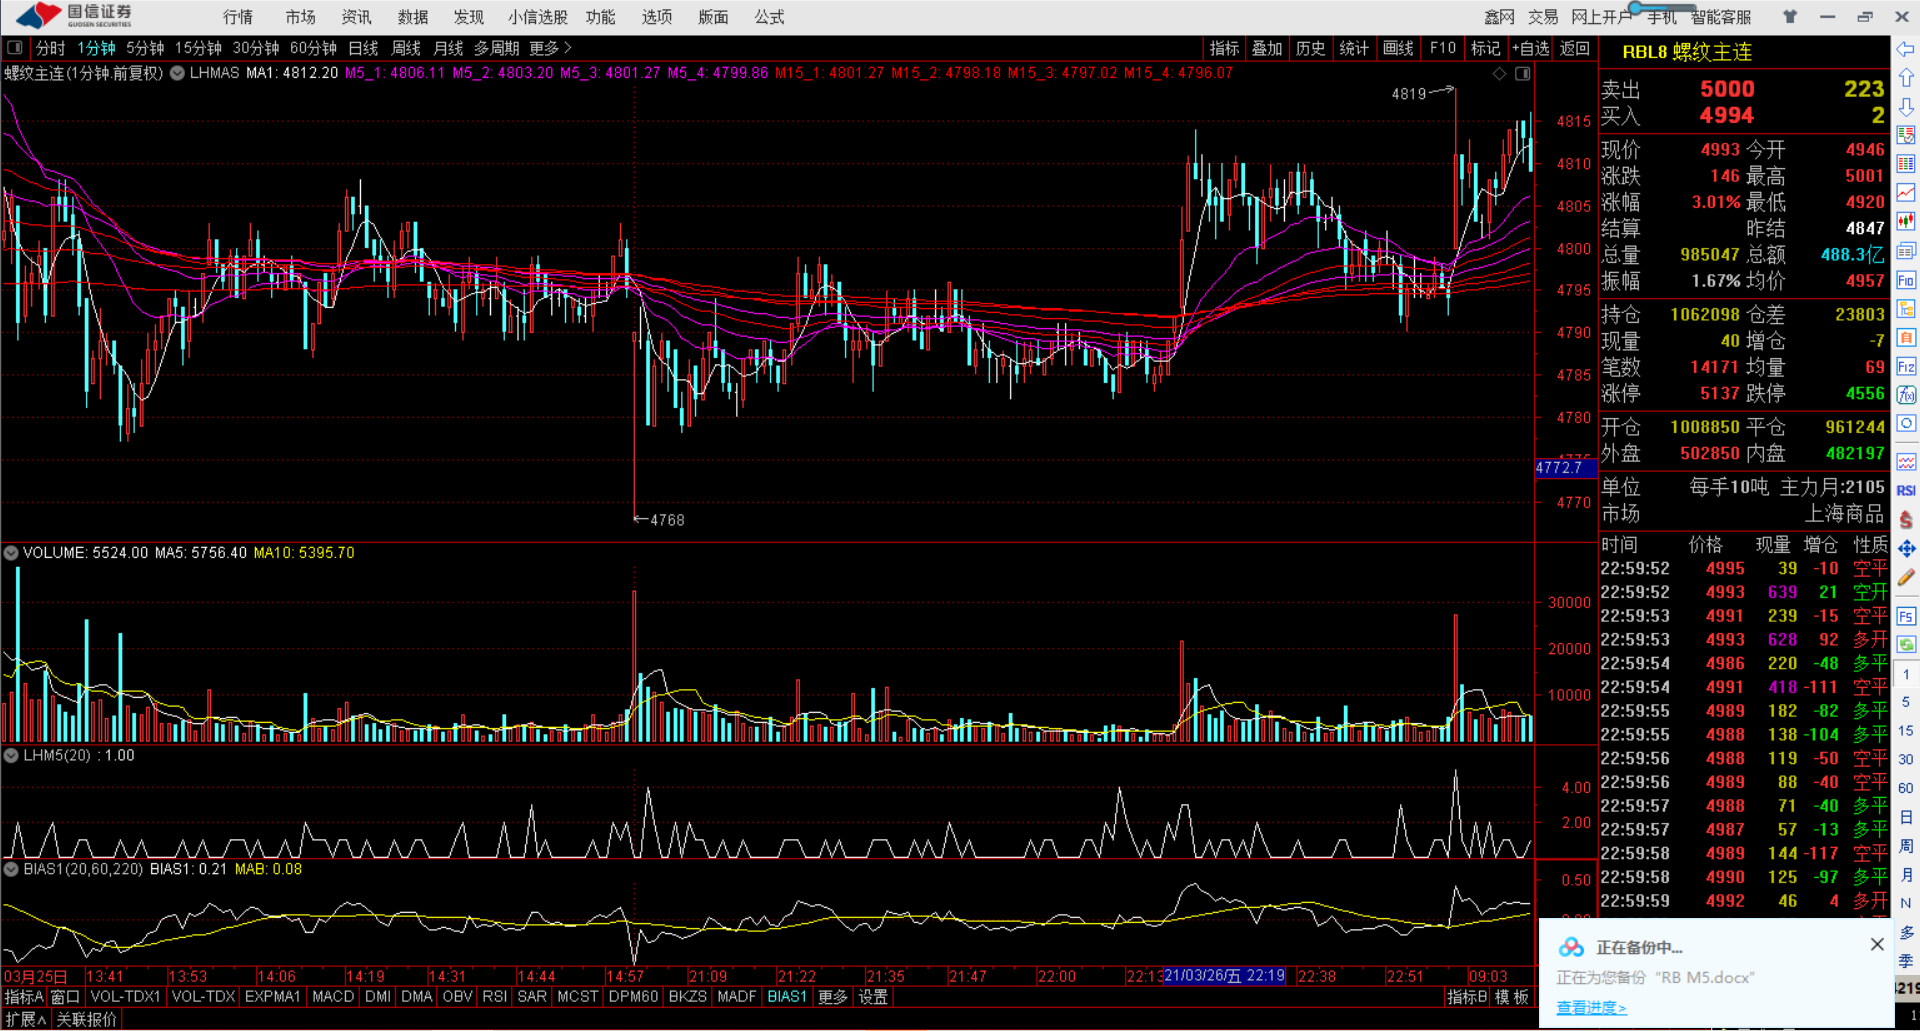 国信证券
GUOSEN SECURITIES
行情 市场 资讯 数据 发现 小信选股 功能 选项 版面 公式
鑫网 交易 网上开户 手机 智能客服
分时 1分钟 5分钟 15分钟 30分钟 60分钟 日线 周线 月线 多周期 更多
指标 叠加 历史 统计 画线 F10 标记 +自选 返回
RBL8 螺纹主连
螺纹主连(1分钟.前复权) LHMAS MA1: 4812.20 M5_1: 4806.11 M5_2: 4803.20 M5_3: 4801.27 M5_4: 4799.86 M15_1: 4801.27 M15_2: 4798.18 M15_3: 4797.02 M15_4: 4796.07
4819
4815
4810
4805
4800
4795
4790
4785
4780
4772.7
4770
4768
VOLUME: 5524.00 MA5: 5756.40 MA10: 5395.70
30000
20000
10000
LHM5(20) : 1.00
4.00
2.00
BIAS1(20,60,220) BIAS1: 0.21 MAB: 0.08
0.50
03月25日 13:41 13:53 14:06 14:19 14:31 14:44 14:57 21:09 21:22 21:35 21:47 22:00 22:13 21/03/26/五 22:19 22:38 22:51 09:03
指标A 窗口 VOL-TDX1 VOL-TDX EXPMA1 MACD DMI DMA OBV RSI SAR MCST DPM60 BKZS MADF BIAS1 更多 设置
指标B 模板
扩展∧ 关联报价
卖出 5000 223
买入 4994 2
现价 4993 今开 4946
涨跌 146 最高 5001
涨幅 3.01% 最低 4920
结算 昨结 4847
总量 985047 总额 488.3亿
振幅 1.67% 均价 4957
持仓 1062098 仓差 23803
现量 40 增仓 -7
笔数 14171 均量 69
涨停 5137 跌停 4556
开仓 1008850 平仓 961244
外盘 502850 内盘 482197
单位 每手10吨 主力月:2105
市场 上海商品
时间 价格 现量 增仓 性质
22:59:52 4995 39 -10 空平
22:59:52 4993 639 21 空开
22:59:53 4991 239 -15 空平
22:59:53 4993 628 92 多开
22:59:54 4986 220 -48 多平
22:59:54 4991 418 -111 空平
22:59:55 4989 182 -82 多平
22:59:55 4988 138 -104 多平
22:59:56 4988 119 -50 空平
22:59:56 4989 88 -40 空平
22:59:57 4988 71 -40 多平
22:59:57 4987 57 -13 多平
22:59:58 4989 144 -117 空平
22:59:58 4990 125 -97 多平
22:59:59 4992 46 4 多开
正在备份中...
正在为您备份“RB M5.docx”
查看进度>
F10
自
F12
f(x)
RSI
$
F5
1
5
15
30
60
日
周
月
N
多
季